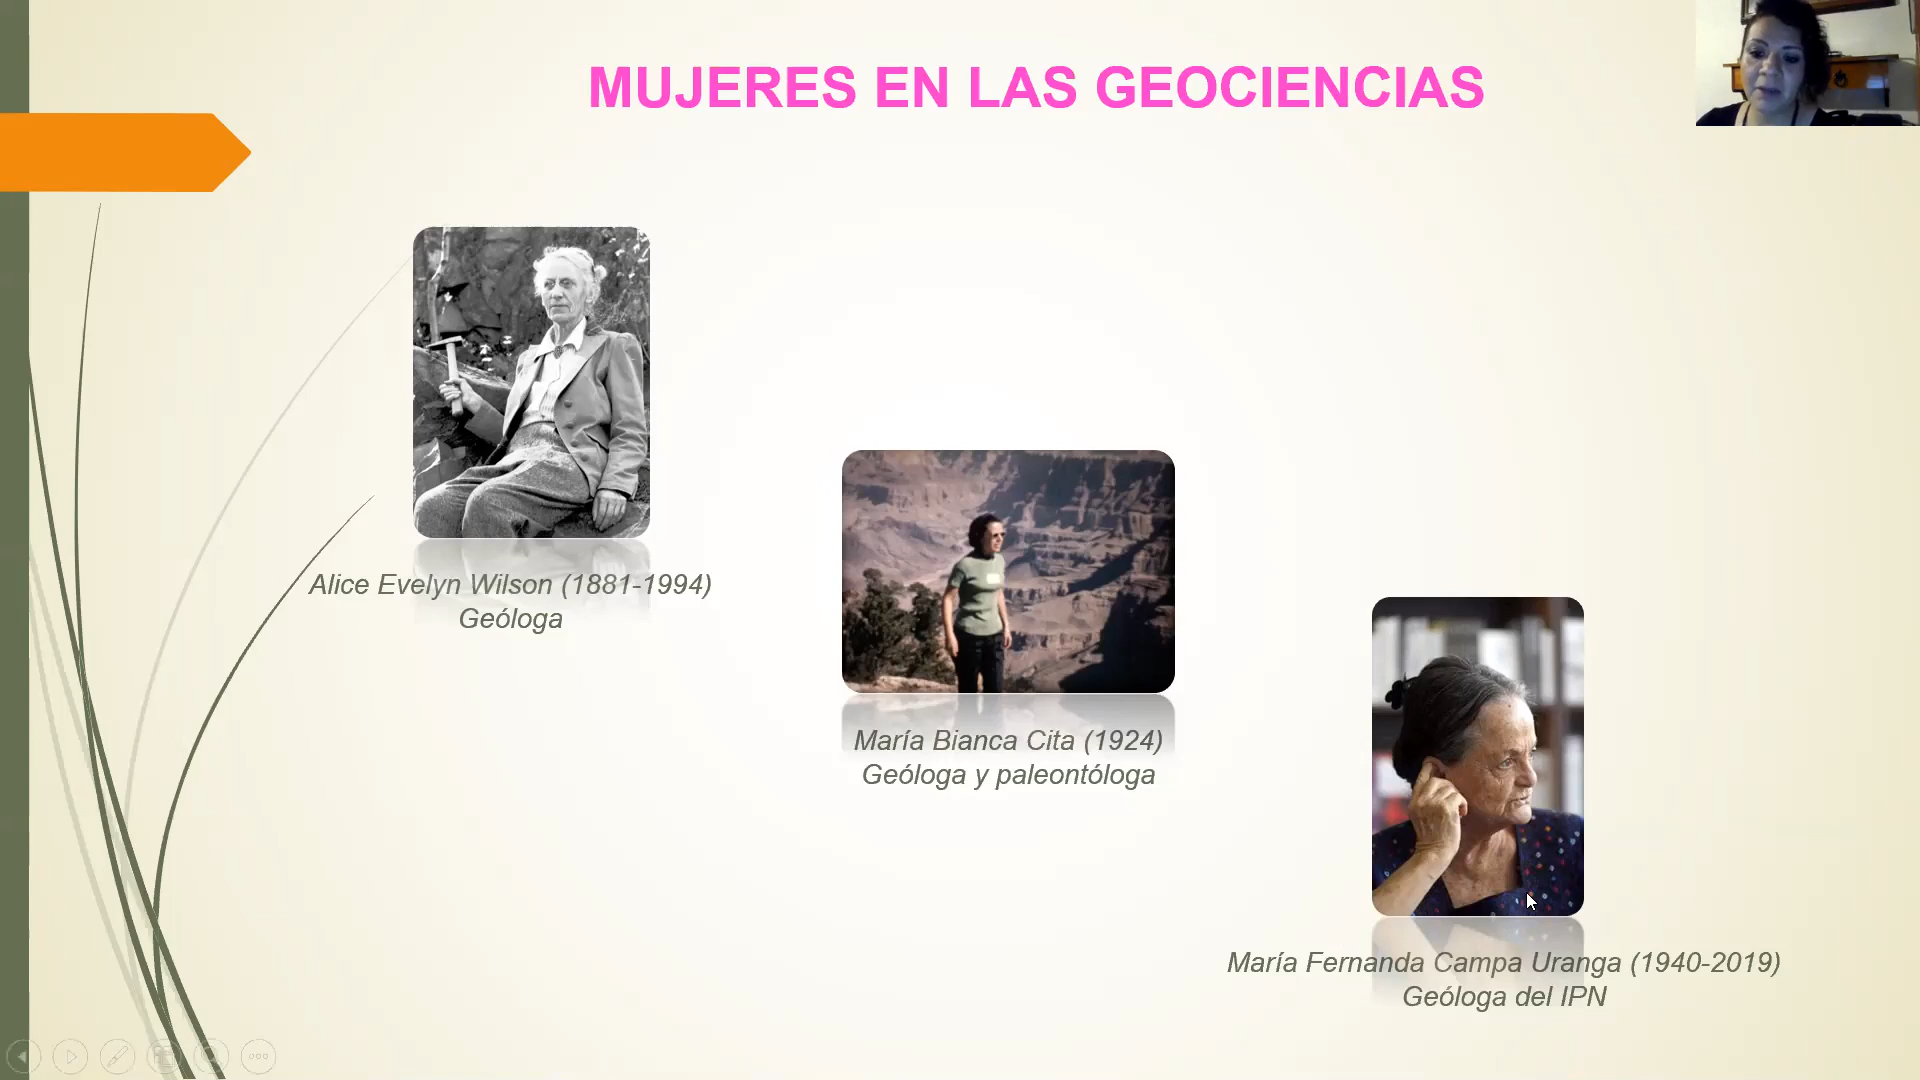 MUJERES EN LAS GEOCIENCIAS
Alice Evelyn Wilson (1881-1994)
Geóloga
María Bianca Cita (1924)
Geóloga y paleontóloga
María Fernanda Campa Uranga (1940-2019)
Geóloga del IPN